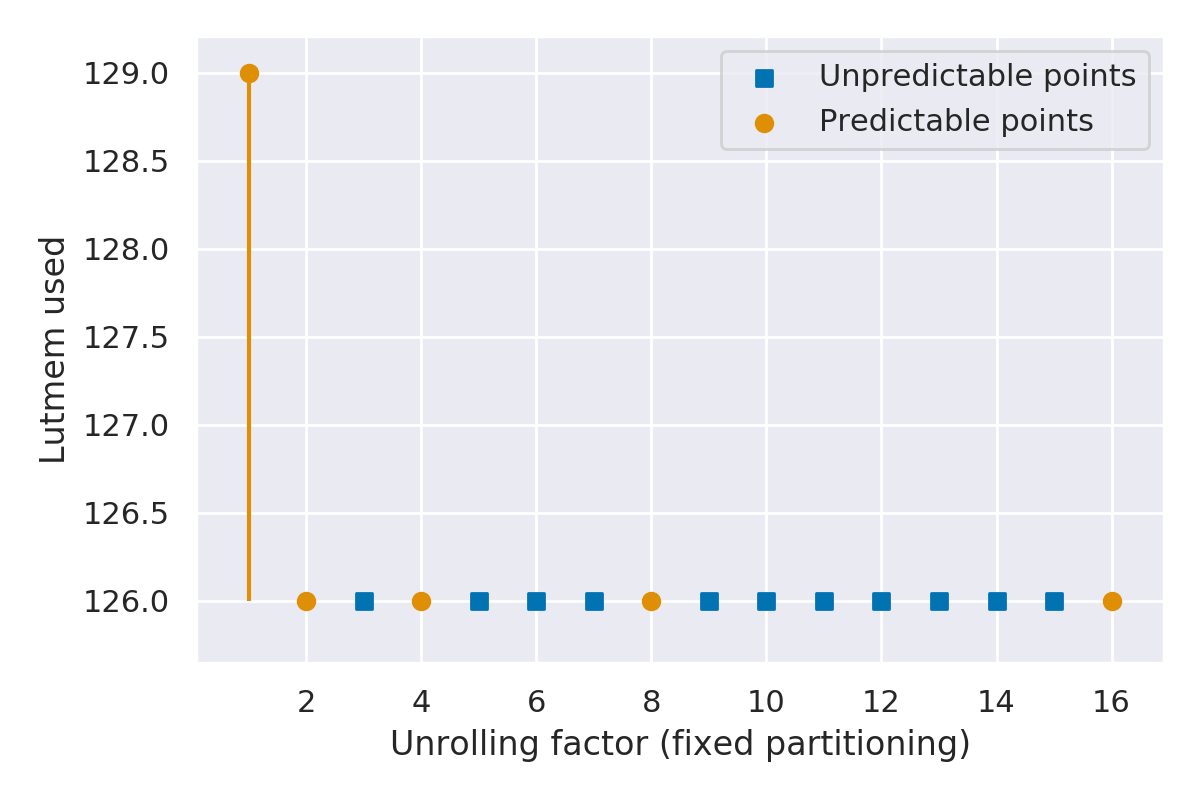 Unpredictable points
Predictable points
129.0
128.5
128.0
127.5
127.0
126.5
126.0
Lutmem used
2 4 6 8 10 12 14 16
Unrolling factor (fixed partitioning)